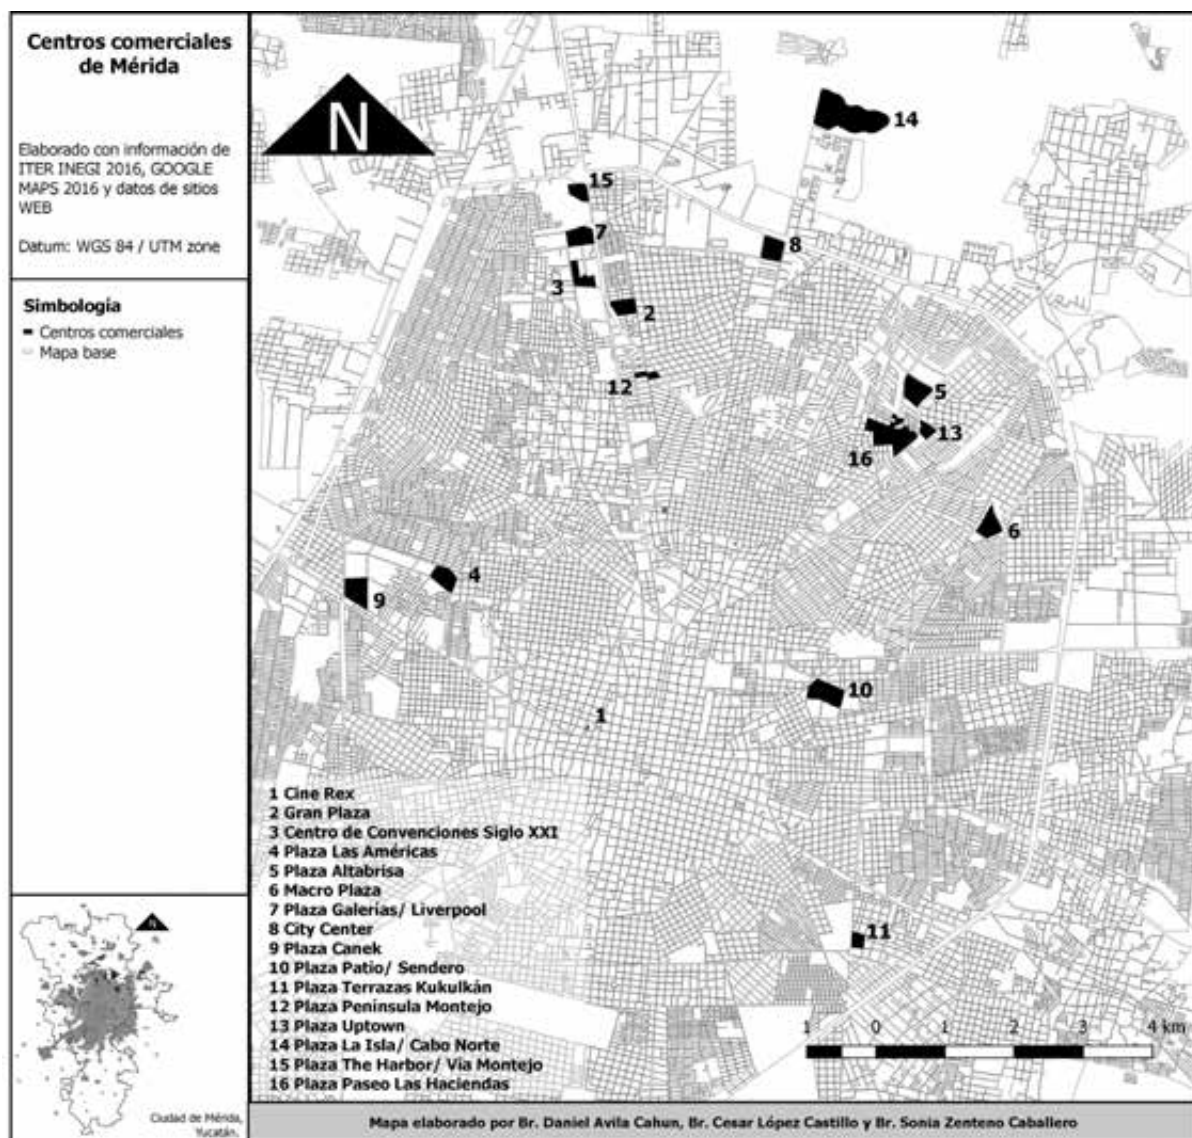 Centros comerciales
de Mérida
Elaborado con información de
ITER INEGI 2016, GOOGLE
MAPS 2016 y datos de sitios
WEB
Datum: WGS 84 / UTM zone
Simbología
Centros comerciales
Mapa base
N
Ciudad de Mérida,
Yucatán.
N
14
15
7
8
3
2
12
5
13
16
6
4
9
10
1
11
1 Cine Rex
2 Gran Plaza
3 Centro de Convenciones Siglo XXI
4 Plaza Las Américas
5 Plaza Altabrisa
6 Macro Plaza
7 Plaza Galerías/ Liverpool
8 City Center
9 Plaza Canek
10 Plaza Patio/ Sendero
11 Plaza Terrazas Kukulkán
12 Plaza Península Montejo
13 Plaza Uptown
14 Plaza La Isla/ Cabo Norte
15 Plaza The Harbor/ Vía Montejo
16 Plaza Paseo Las Haciendas
1 0 1 2 3 4 km
Mapa elaborado por Br. Daniel Avila Cahun, Br. Cesar López Castillo y Br. Sonia Zenteno Caballero